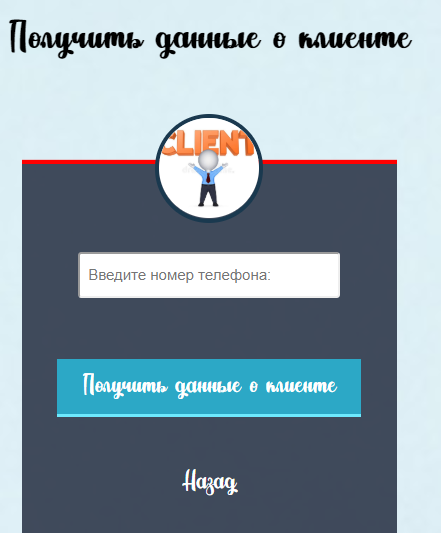 Получить данные о клиенте
CLIENT
Введите номер телефона:
Получить данные о клиенте
Назад